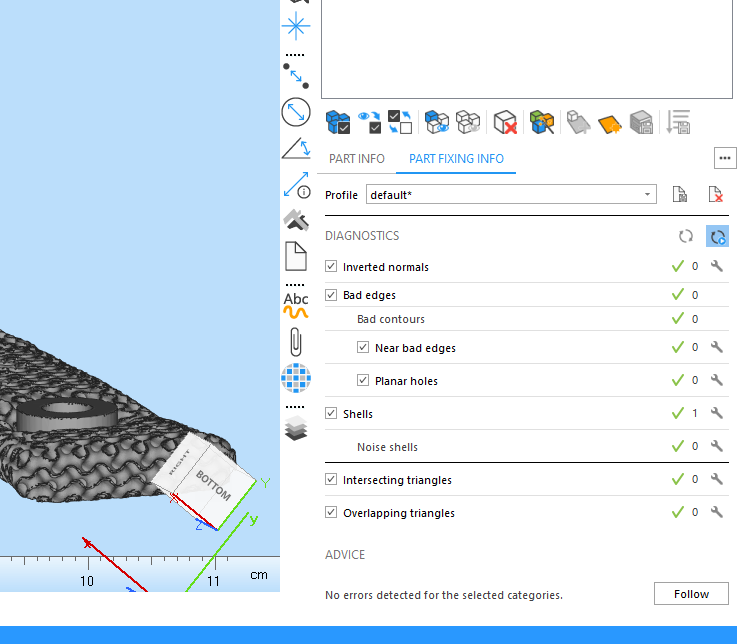 Abc
PART INFO PART FIXING INFO
Profile default*
DIAGNOSTICS
Inverted normals 0
Bad edges 0
Bad contours 0
Near bad edges 0
Planar holes 0
Shells 1
Noise shells 0
Intersecting triangles 0
Overlapping triangles 0
ADVICE
No errors detected for the selected categories. Follow
RIGHT
BOTTOM
X
Y
Z
x
y
10 11 cm